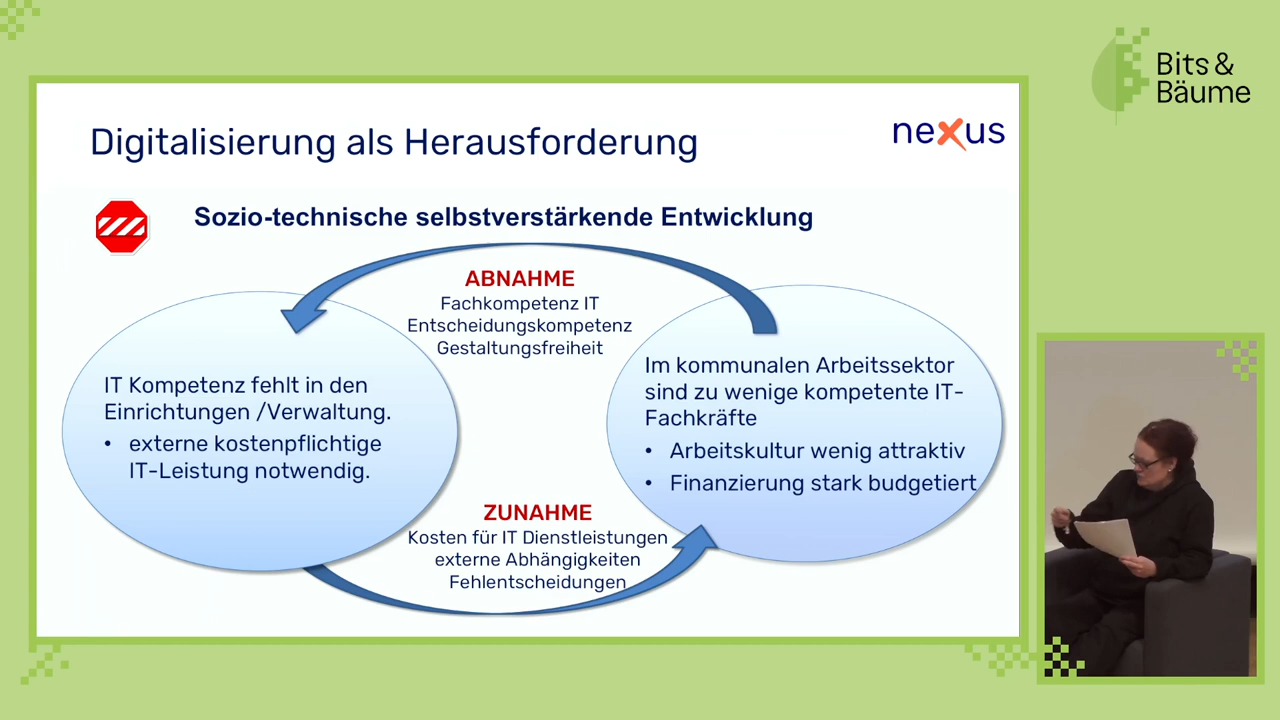 Bits &
Bäume
Digitalisierung als Herausforderung
nexus
Sozio-technische selbstverstärkende Entwicklung
ABNAHME
Fachkompetenz IT
Entscheidungskompetenz
Gestaltungsfreiheit
IT Kompetenz fehlt in den
Einrichtungen /Verwaltung.
• externe kostenpflichtige
IT-Leistung notwendig.
Im kommunalen Arbeitssektor
sind zu wenige kompetente IT-
Fachkräfte
• Arbeitskultur wenig attraktiv
• Finanzierung stark budgetiert
ZUNAHME
Kosten für IT Dienstleistungen
externe Abhängigkeiten
Fehlentscheidungen